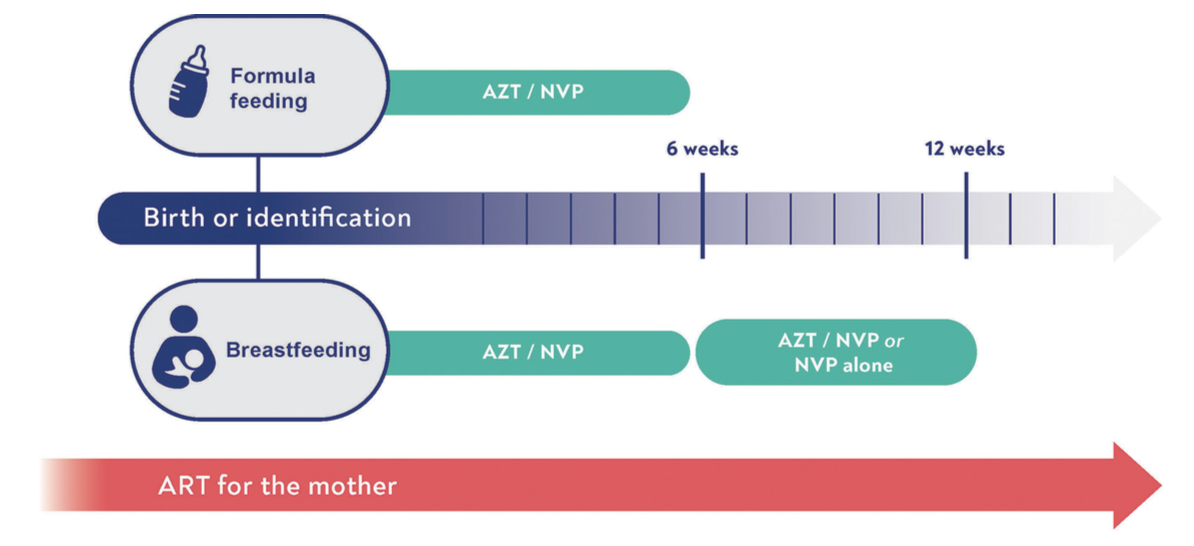 Formula
feeding
AZT / NVP
6 weeks
12 weeks
Birth or identification
Breastfeeding
AZT / NVP
AZT / NVP or
NVP alone
ART for the mother